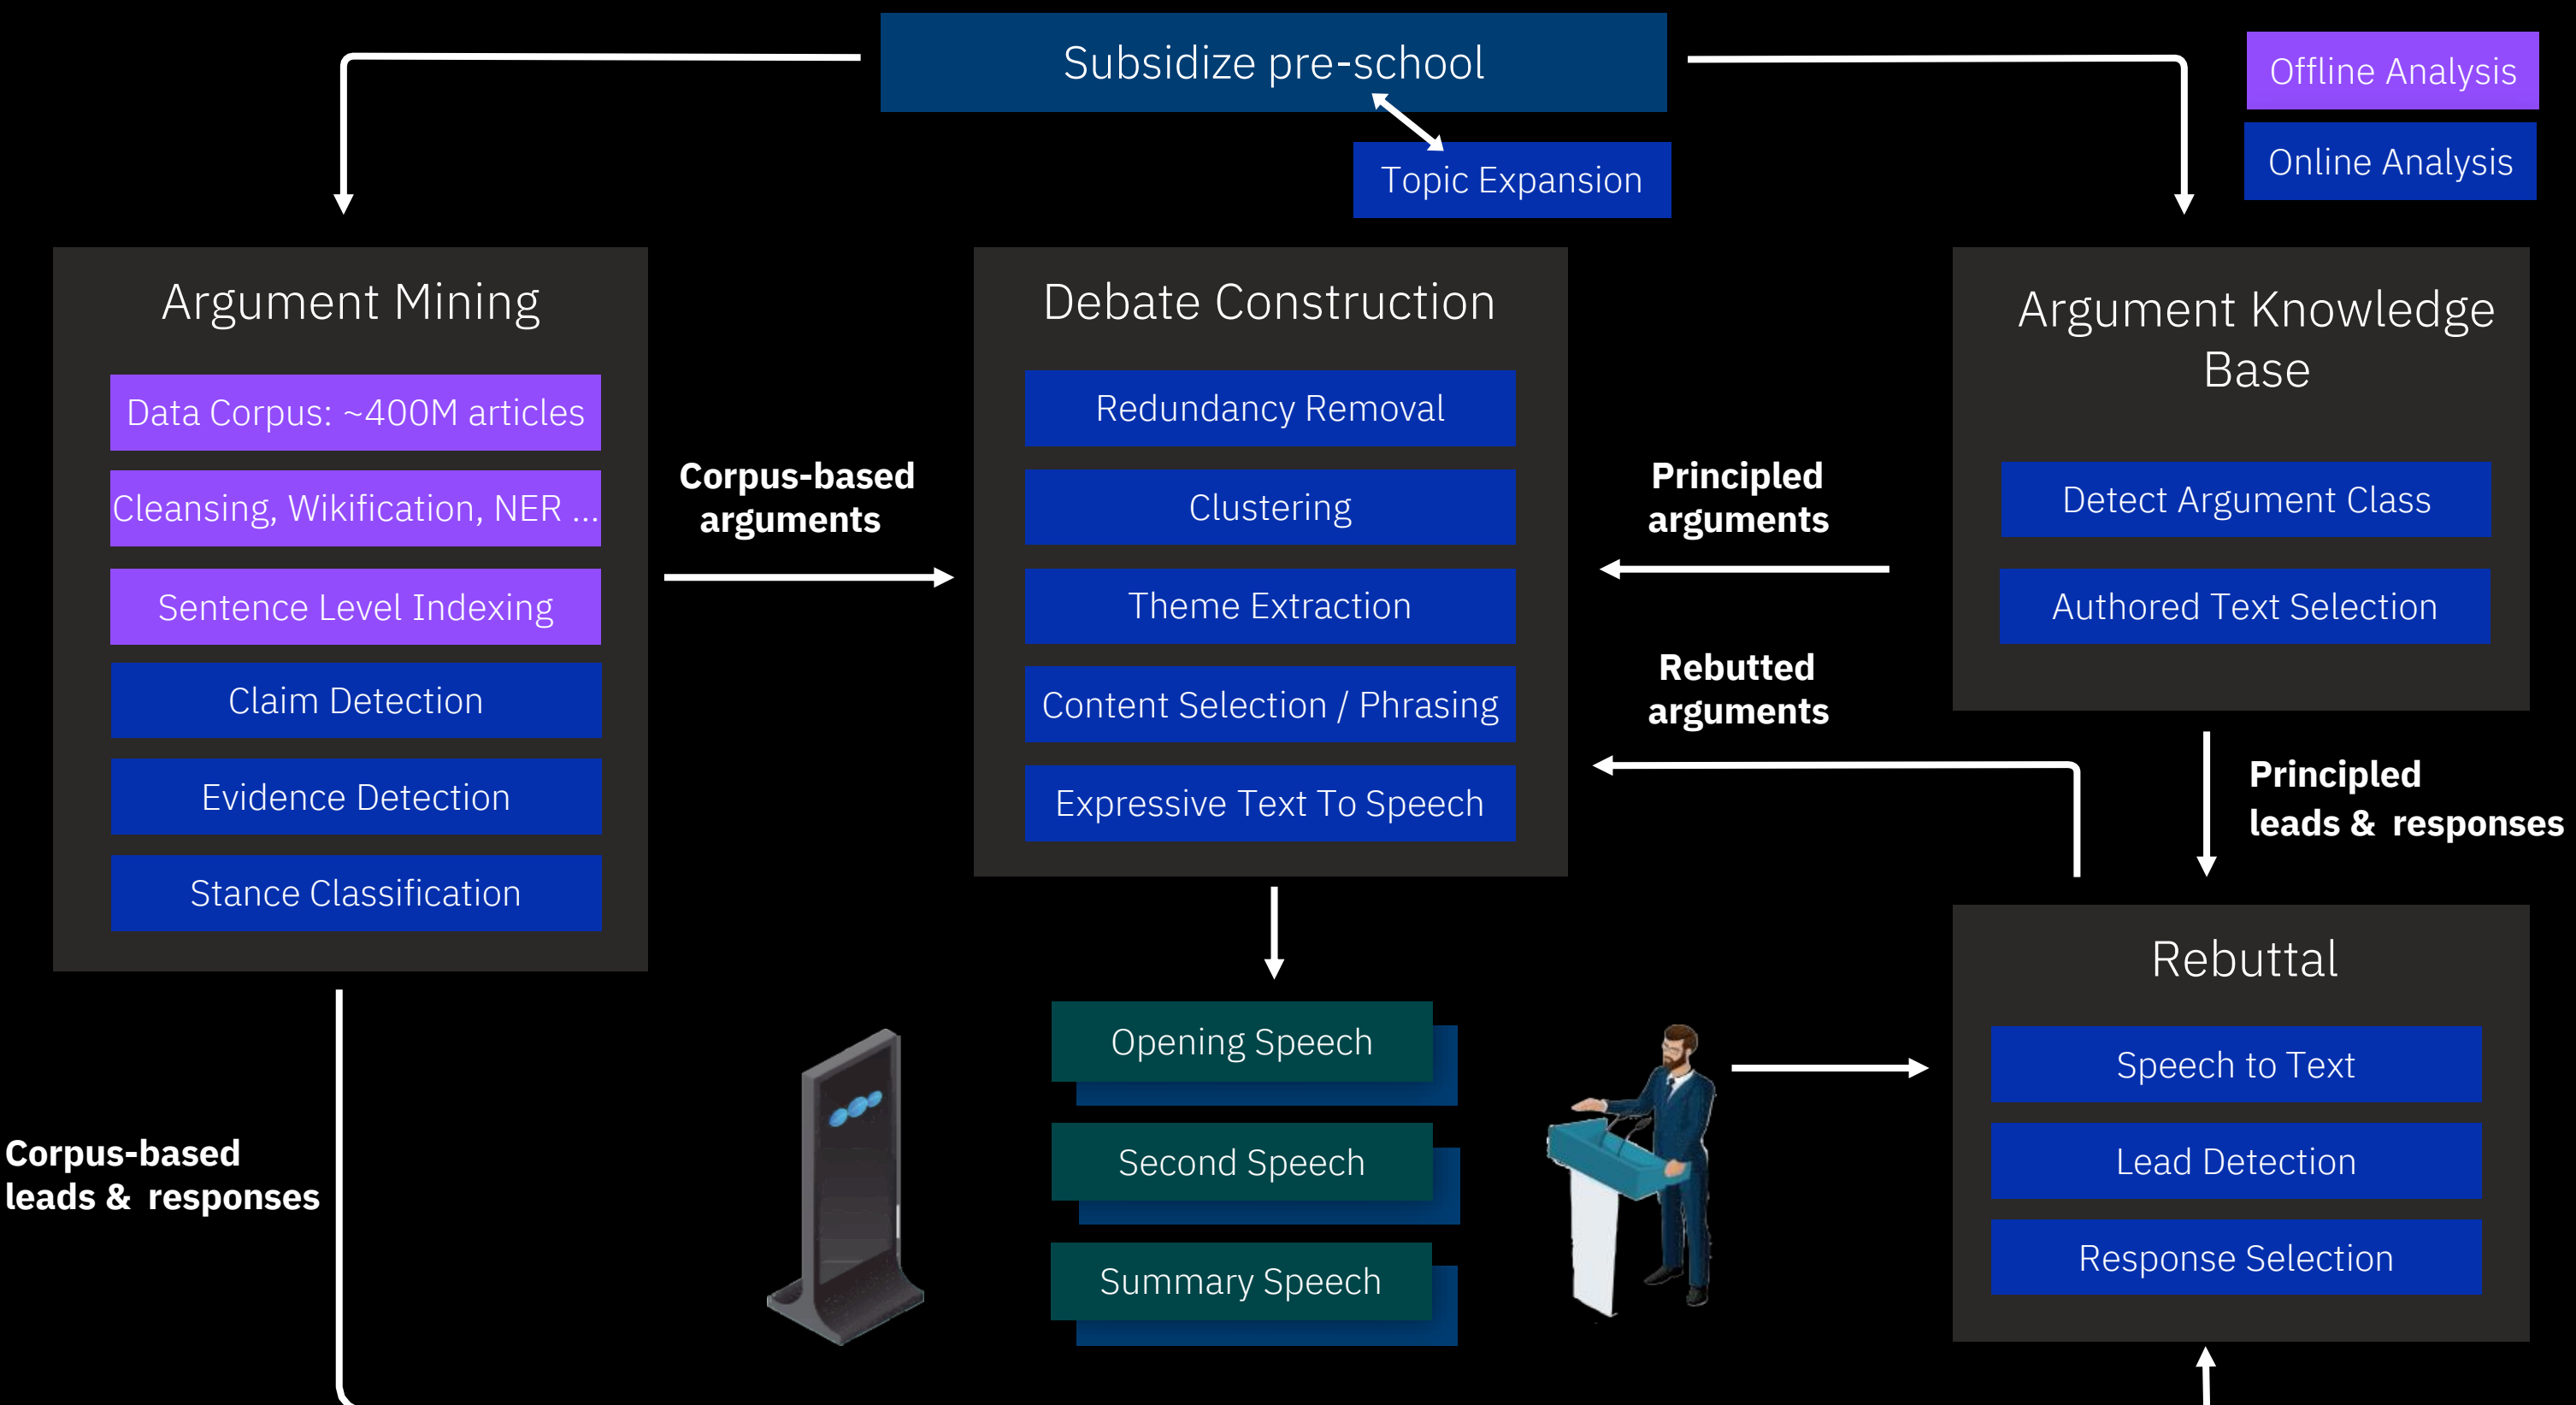 Subsidize pre-school
Topic Expansion
Offline Analysis
Online Analysis
Argument Mining
Data Corpus: ~400M articles
Cleansing, Wikification, NER ...
Sentence Level Indexing
Claim Detection
Evidence Detection
Stance Classification
Corpus-based
arguments
Debate Construction
Redundancy Removal
Clustering
Theme Extraction
Content Selection / Phrasing
Expressive Text To Speech
Principled
arguments
Rebutted
arguments
Argument Knowledge
Base
Detect Argument Class
Authored Text Selection
Principled
leads & responses
Corpus-based
leads & responses
Opening Speech
Second Speech
Summary Speech
Rebuttal
Speech to Text
Lead Detection
Response Selection